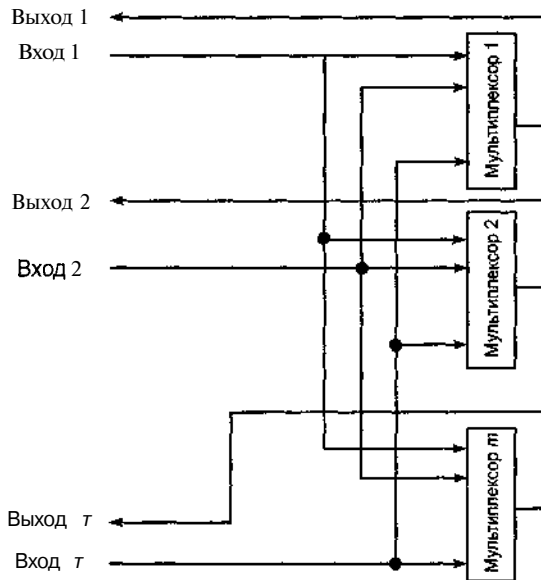 Выход 1
Вход 1
Мультиплексор 1
Выход 2
Мультиплексор 2
Вход 2
Мультиплексор m
Выход т
Вход т